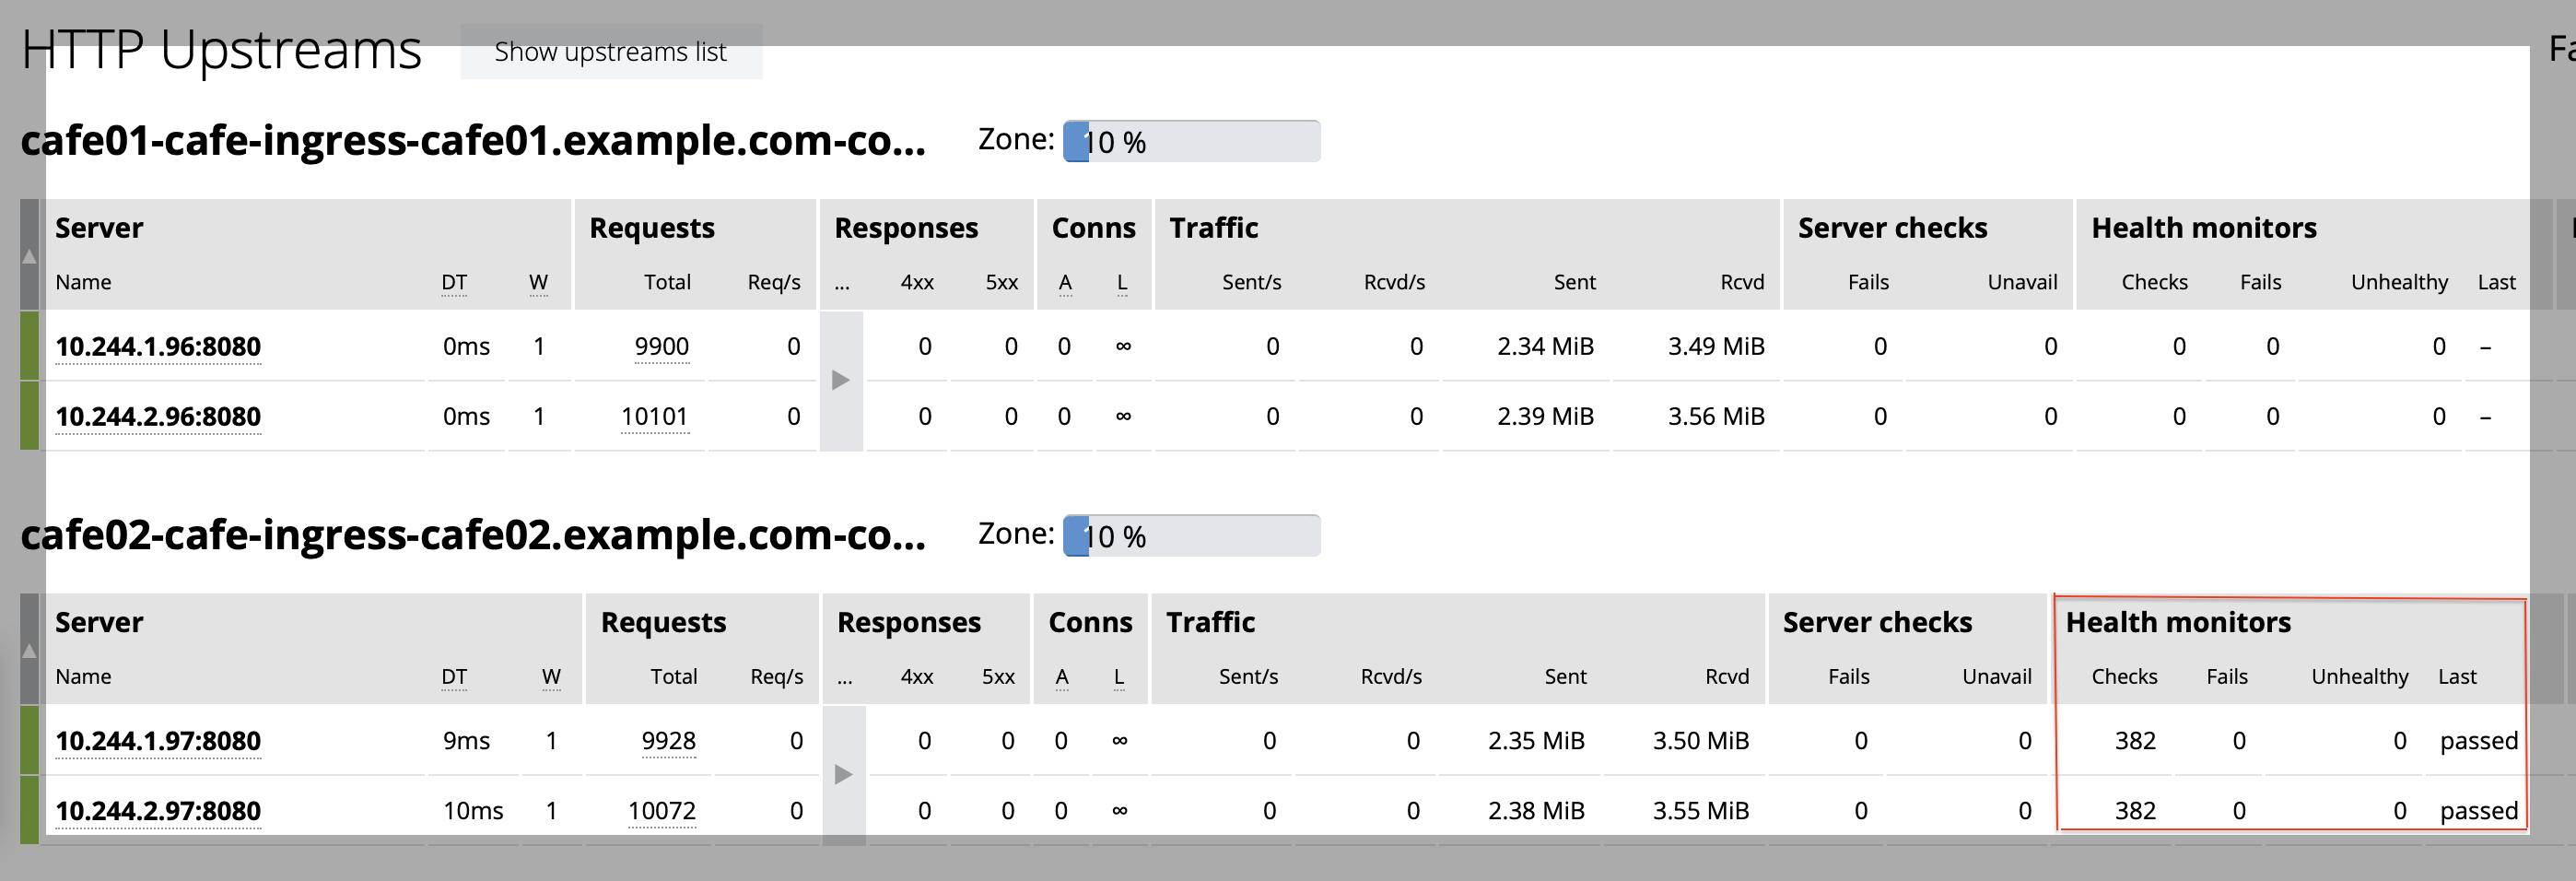 HTTP Upstreams Show upstreams list Fa
cafe01-cafe-ingress-cafe01.example.com-co... Zone: 10 %
Server Requests Responses Conns Traffic Server checks Health monitors
Name DT W Total Req/s ... 4xx 5xx A L Sent/s Rcvd/s Sent Rcvd Fails Unavail Checks Fails Unhealthy Last
10.244.1.96:8080 0ms 1 9900 0 0 0 0 ∞ 0 0 2.34 MiB 3.49 MiB 0 0 0 0 0 –
10.244.2.96:8080 0ms 1 10101 0 0 0 0 ∞ 0 0 2.39 MiB 3.56 MiB 0 0 0 0 0 –
cafe02-cafe-ingress-cafe02.example.com-co... Zone: 10 %
Server Requests Responses Conns Traffic Server checks Health monitors
Name DT W Total Req/s ... 4xx 5xx A L Sent/s Rcvd/s Sent Rcvd Fails Unavail Checks Fails Unhealthy Last
10.244.1.97:8080 9ms 1 9928 0 0 0 0 ∞ 0 0 2.35 MiB 3.50 MiB 0 0 382 0 0 passed
10.244.2.97:8080 10ms 1 10072 0 0 0 0 ∞ 0 0 2.38 MiB 3.55 MiB 0 0 382 0 0 passed